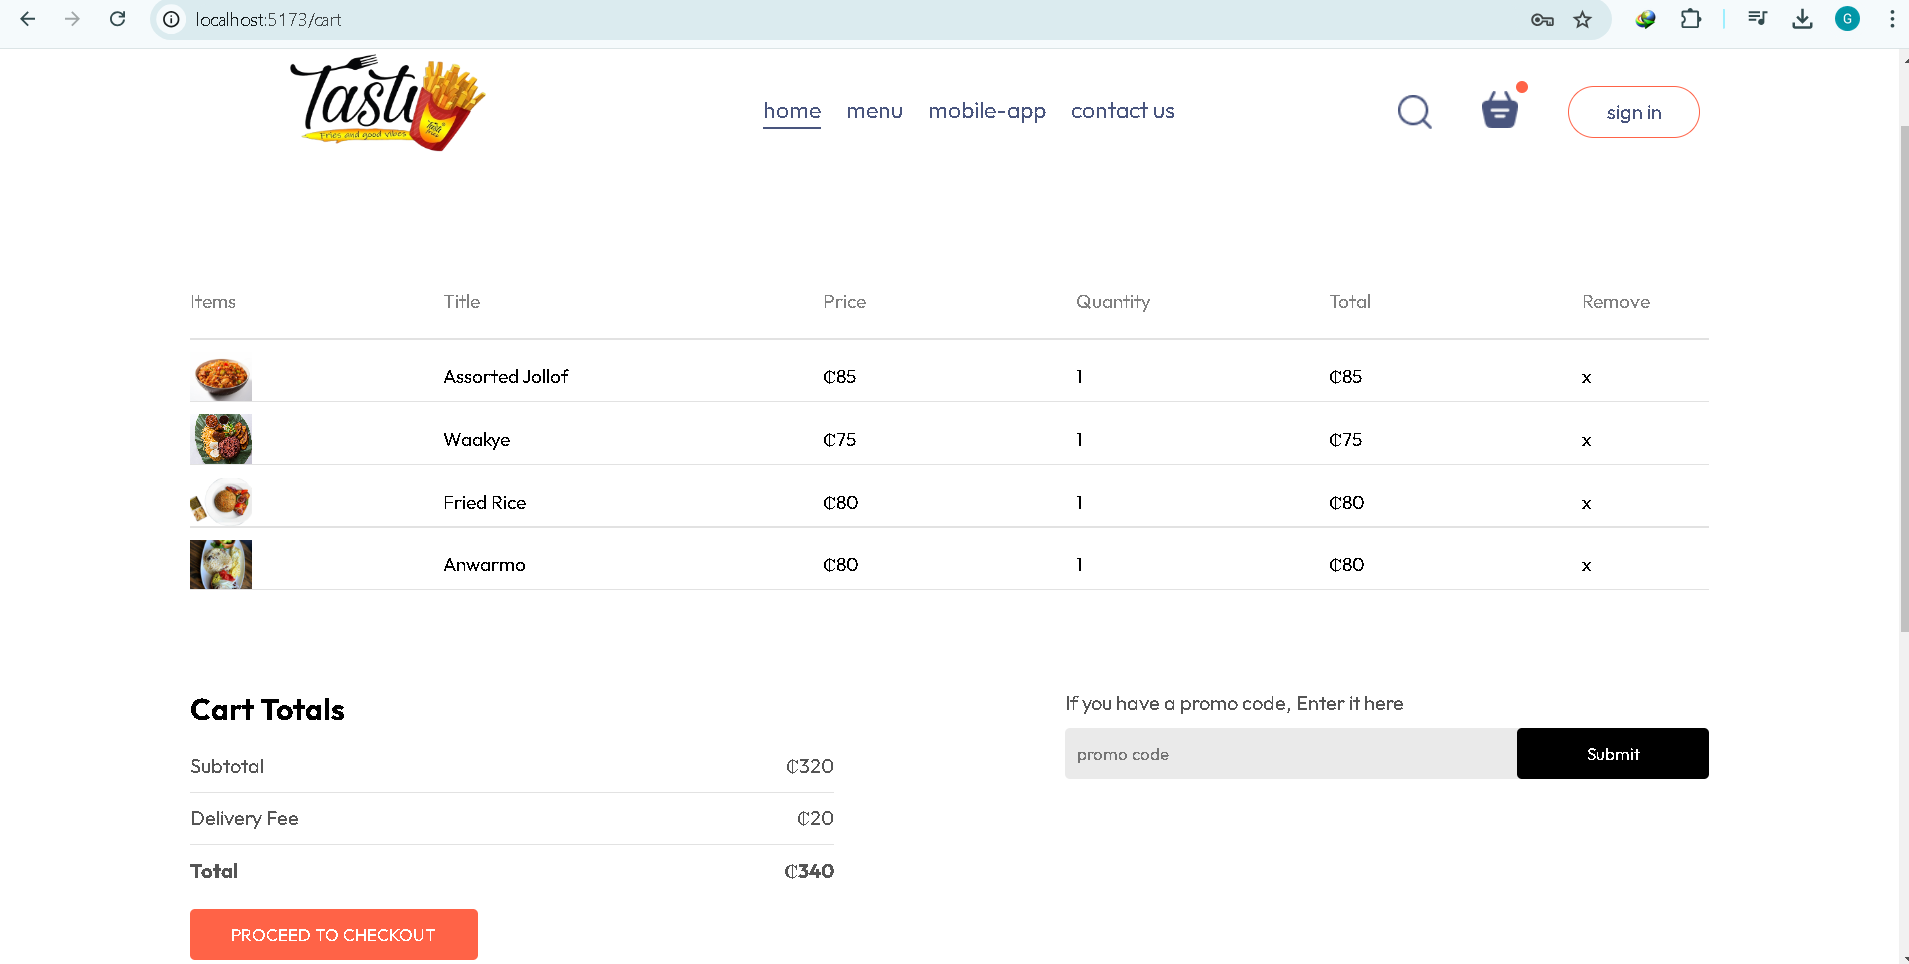 localhost:5173/cart
G
Tasti
Fries and good vibes
home menu mobile-app contact us
sign in
Items Title Price Quantity Total Remove
Assorted Jollof ₵85 1 ₵85 x
Waakye ₵75 1 ₵75 x
Fried Rice ₵80 1 ₵80 x
Anwarmo ₵80 1 ₵80 x
Cart Totals
Subtotal ₵320
Delivery Fee ₵20
Total ₵340
PROCEED TO CHECKOUT
If you have a promo code, Enter it here
promo code Submit